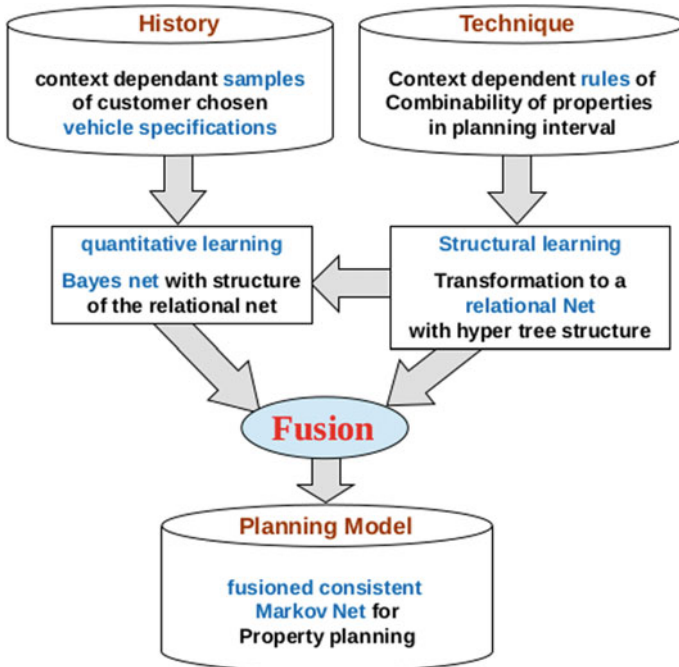 History
context dependant samples
of customer chosen
vehicle specifications
Technique
Context dependent rules of
Combinability of properties
in planning interval
quantitative learning
Bayes net with structure
of the relational net
Structural learning
Transformation to a
relational Net
with hyper tree structure
Fusion
Planning Model
fusioned consistent
Markov Net for
Property planning